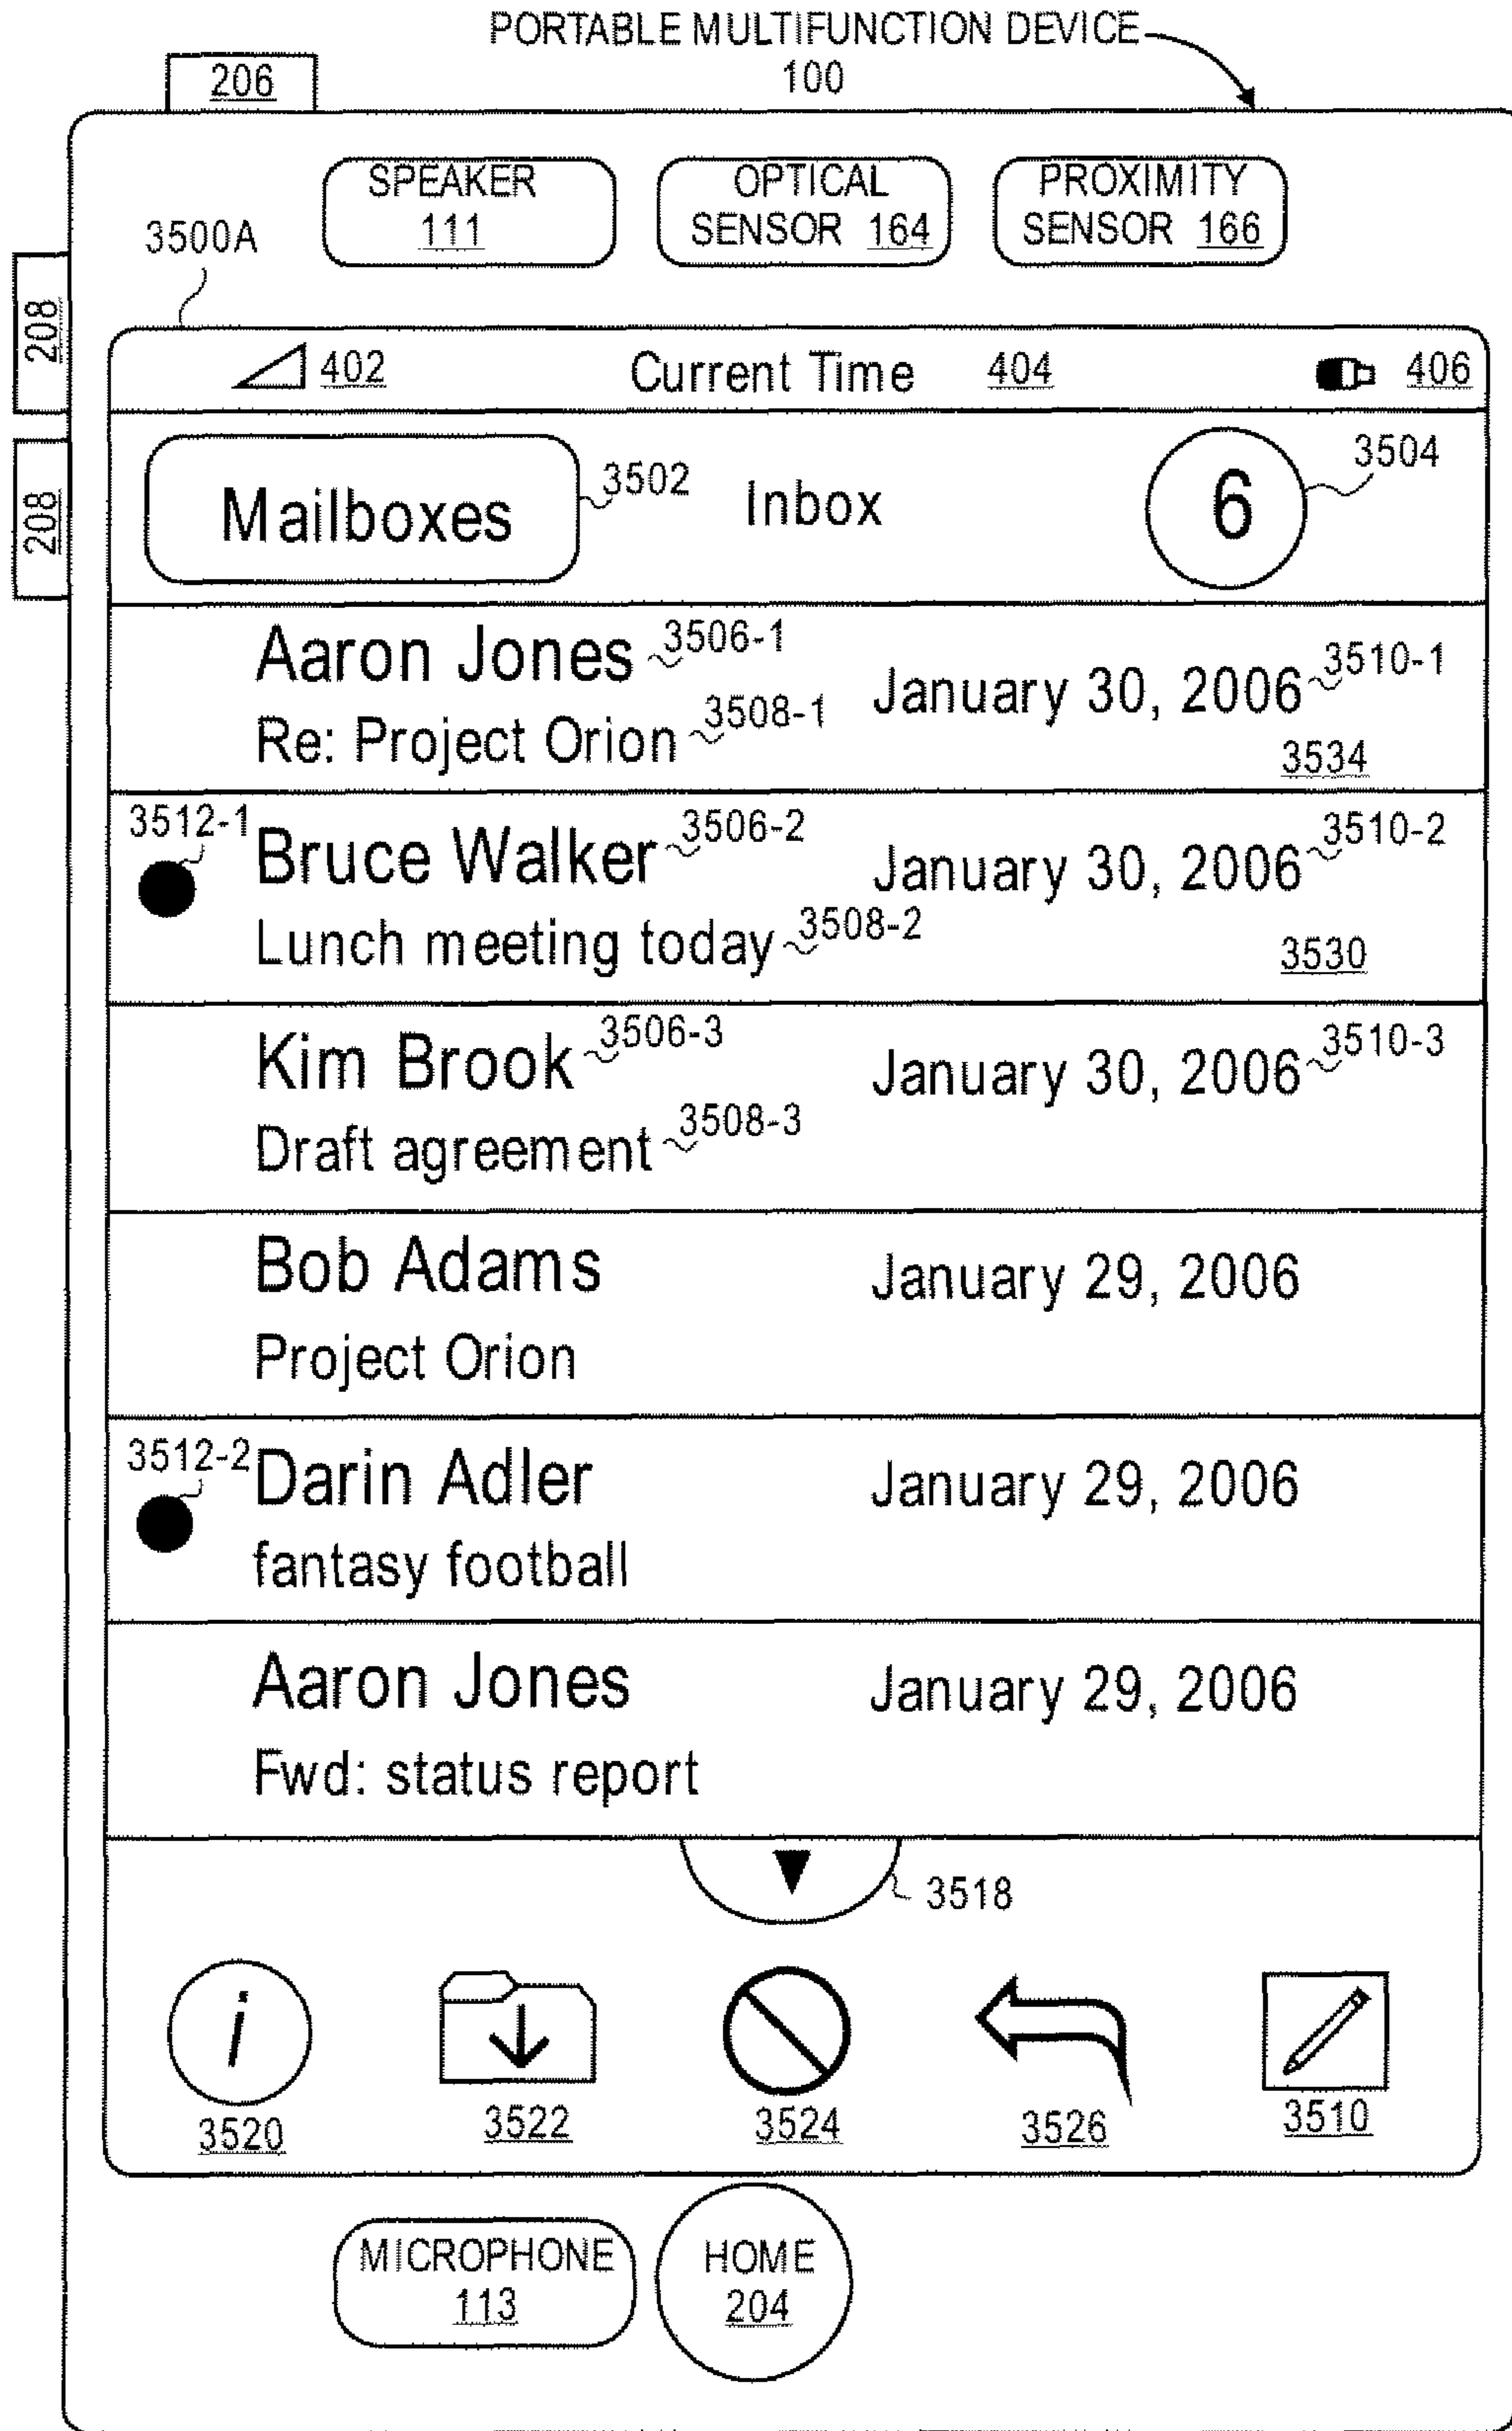 PORTABLE MULTIFUNCTION DEVICE
100
206
SPEAKER
111
OPTICAL
SENSOR 164
PROXIMITY
SENSOR 166
3500A
208
208
402 Current Time 404 406
Mailboxes 3502 Inbox 6 3504
Aaron Jones 3506-1
January 30, 2006 3510-1
Re: Project Orion 3508-1
3534
3512-1
Bruce Walker 3506-2
January 30, 2006 3510-2
Lunch meeting today 3508-2
3530
Kim Brook 3506-3
January 30, 2006 3510-3
Draft agreement 3508-3
Bob Adams
January 29, 2006
Project Orion
3512-2
Darin Adler
January 29, 2006
fantasy football
Aaron Jones
January 29, 2006
Fwd: status report
3518
i
3520 3522 3524 3526 3510
MICROPHONE
113
HOME
204